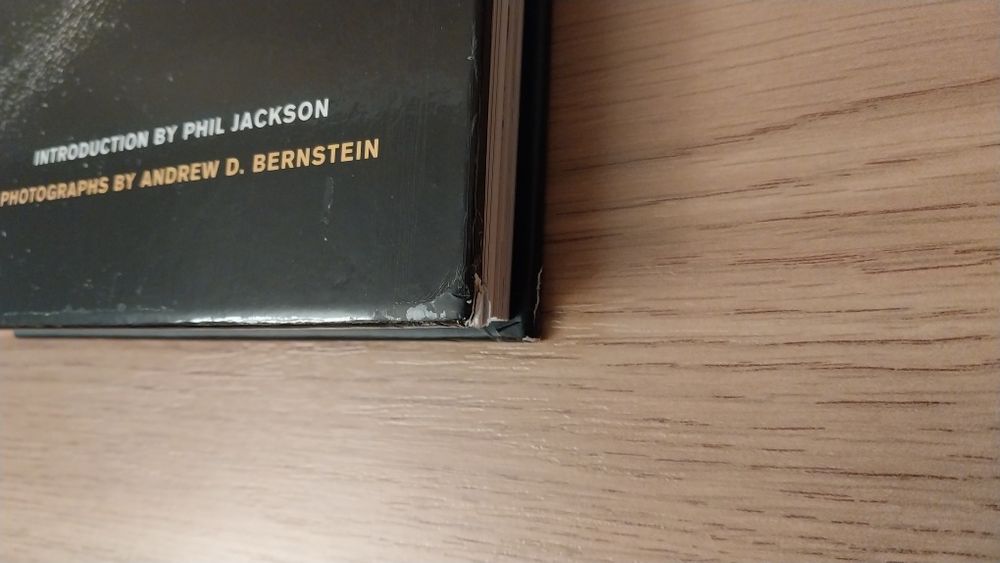 INTRODUCTION BY PHIL JACKSON
PHOTOGRAPHS BY ANDREW D. BERNSTEIN